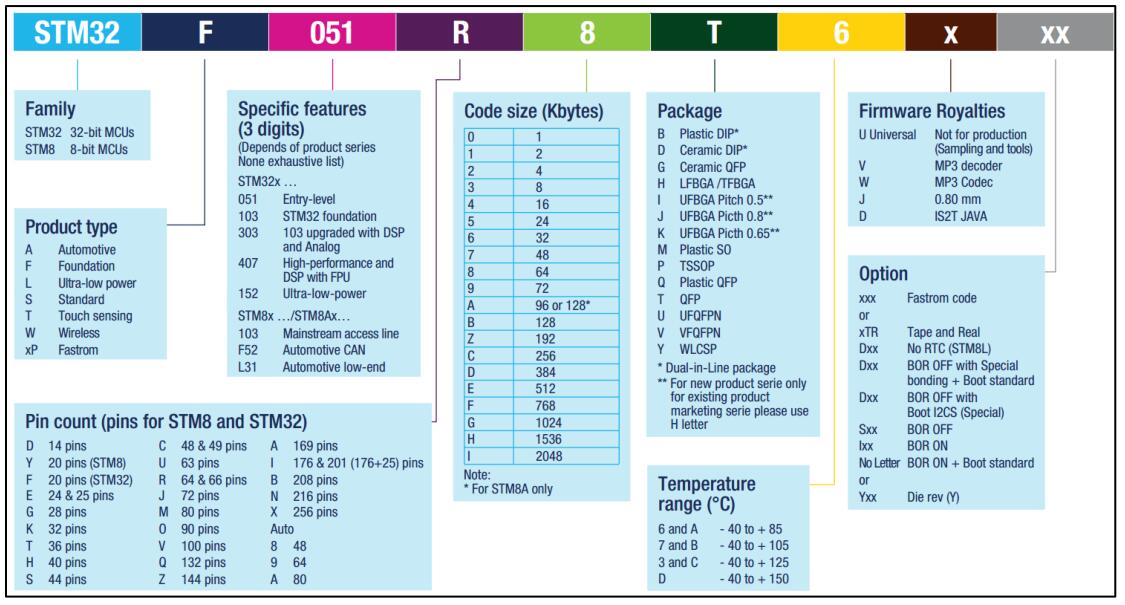 STM32 F 051 R 8 T 6 x xx
Family
STM32 32-bit MCUs
STM8 8-bit MCUs
Product type
A Automotive
F Foundation
L Ultra-low power
S Standard
T Touch sensing
W Wireless
xP Fastrom
Specific features
(3 digits)
(Depends of product series
None exhaustive list)
STM32x ...
051 Entry-level
103 STM32 foundation
303 103 upgraded with DSP
and Analog
407 High-performance and
DSP with FPU
152 Ultra-low-power
STM8x .../STM8Ax...
103 Mainstream access line
F52 Automotive CAN
L31 Automotive low-end
Pin count (pins for STM8 and STM32)
D 14 pins
Y 20 pins (STM8)
F 20 pins (STM32)
E 24 & 25 pins
G 28 pins
K 32 pins
T 36 pins
H 40 pins
S 44 pins
C 48 & 49 pins
U 63 pins
R 64 & 66 pins
J 72 pins
M 80 pins
O 90 pins
V 100 pins
Q 132 pins
Z 144 pins
A 169 pins
I 176 & 201 (176+25) pins
B 208 pins
N 216 pins
X 256 pins
Auto
8 48
9 64
A 80
Code size (Kbytes)
0 1
1 2
2 4
3 8
4 16
5 24
6 32
7 48
8 64
9 72
A 96 or 128*
B 128
Z 192
C 256
D 384
E 512
F 768
G 1024
H 1536
I 2048
Note:
* For STM8A only
Package
B Plastic DIP*
D Ceramic DIP*
G Ceramic QFP
H LFBGA /TFBGA
I UFBGA Pitch 0.5**
J UFBGA Picth 0.8**
K UFBGA Picth 0.65**
M Plastic SO
P TSSOP
Q Plastic QFP
T QFP
U UFQFPN
V VFQFPN
Y WLCSP
* Dual-in-Line package
** For new product serie only
for existing product
marketing serie please use
H letter
Temperature
range (°C)
6 and A - 40 to + 85
7 and B - 40 to + 105
3 and C - 40 to + 125
D - 40 to + 150
Firmware Royalties
U Universal Not for production
(Sampling and tools)
V MP3 decoder
W MP3 Codec
J 0.80 mm
D IS2T JAVA
Option
xxx Fastrom code
or
xTR Tape and Real
Dxx No RTC (STM8L)
Dxx BOR OFF with Special
bonding + Boot standard
Dxx BOR OFF with
Boot I2CS (Special)
Sxx BOR OFF
Ixx BOR ON
No Letter BOR ON + Boot standard
or
Yxx Die rev (Y)